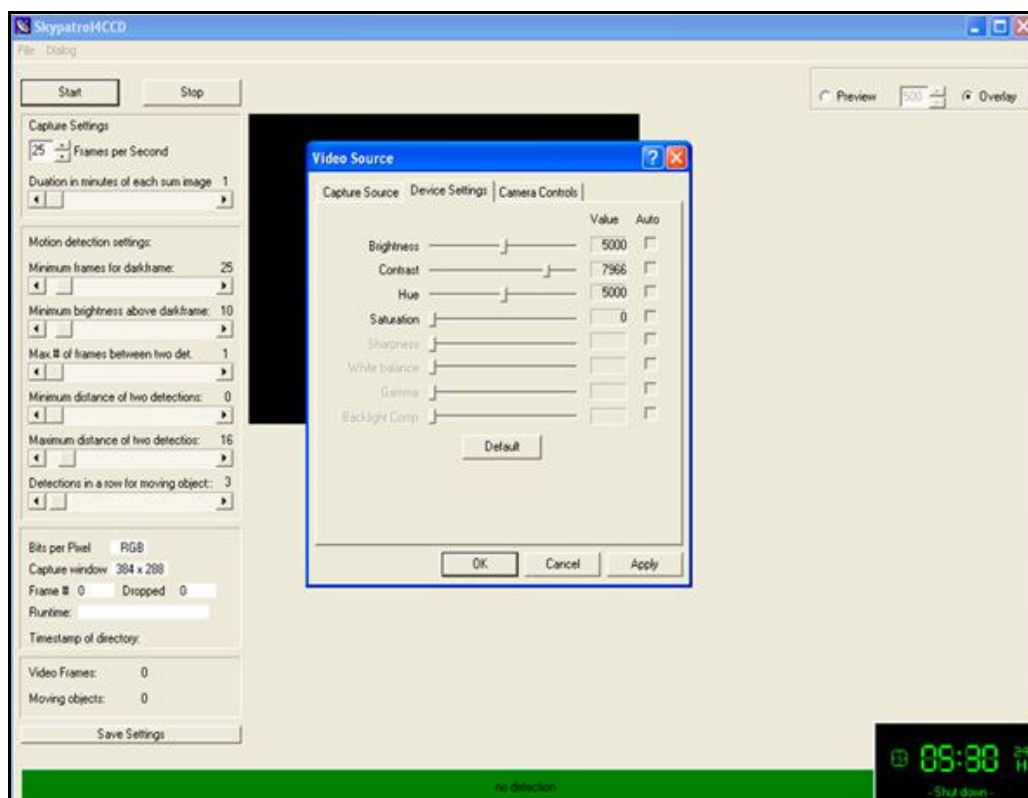 Skypatrol4CCD
File Dialog
Start Stop
Preview 500 Overlay
Capture Settings
25 Frames per Second
Duation in minutes of each sum image 1
Motion detection settings:
Minimum frames for darkframe: 25
Minimum brightness above darkframe: 10
Max.# of frames between two det. 1
Minimum distance of two detections: 0
Maximum distance of two detectios: 16
Detections in a row for moving object:: 3
Bits per Pixel RGB
Capture window 384 x 288
Frame # 0 Dropped 0
Runtime:
Timestamp of directory:
Video Frames: 0
Moving objects: 0
Save Settings
Video Source
Capture Source Device Settings Camera Controls
Value Auto
Brightness 5000
Contrast 7966
Hue 5000
Saturation 0
Sharpness
White balance
Gamma
Backlight Comp
Default
OK Cancel Apply
no detection
05:30
- Shut down -